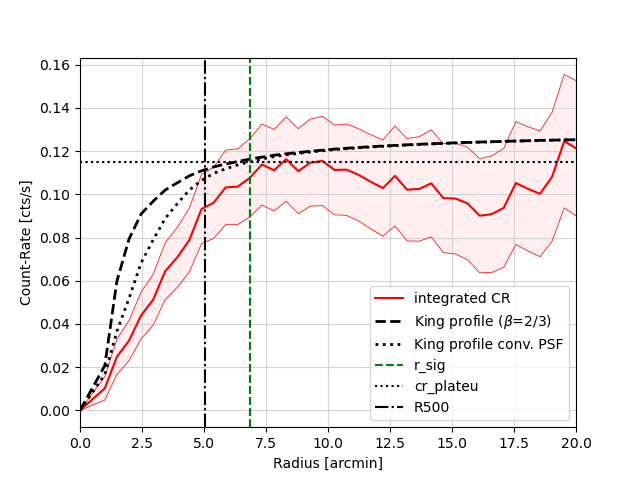 0.16
0.14
0.12
0.10
0.08
0.06
0.04
0.02
0.00
Count-Rate [cts/s]
integrated CR
King profile (β=2/3)
King profile conv. PSF
r_sig
cr_plateu
R500
0.0 2.5 5.0 7.5 10.0 12.5 15.0 17.5 20.0
Radius [arcmin]